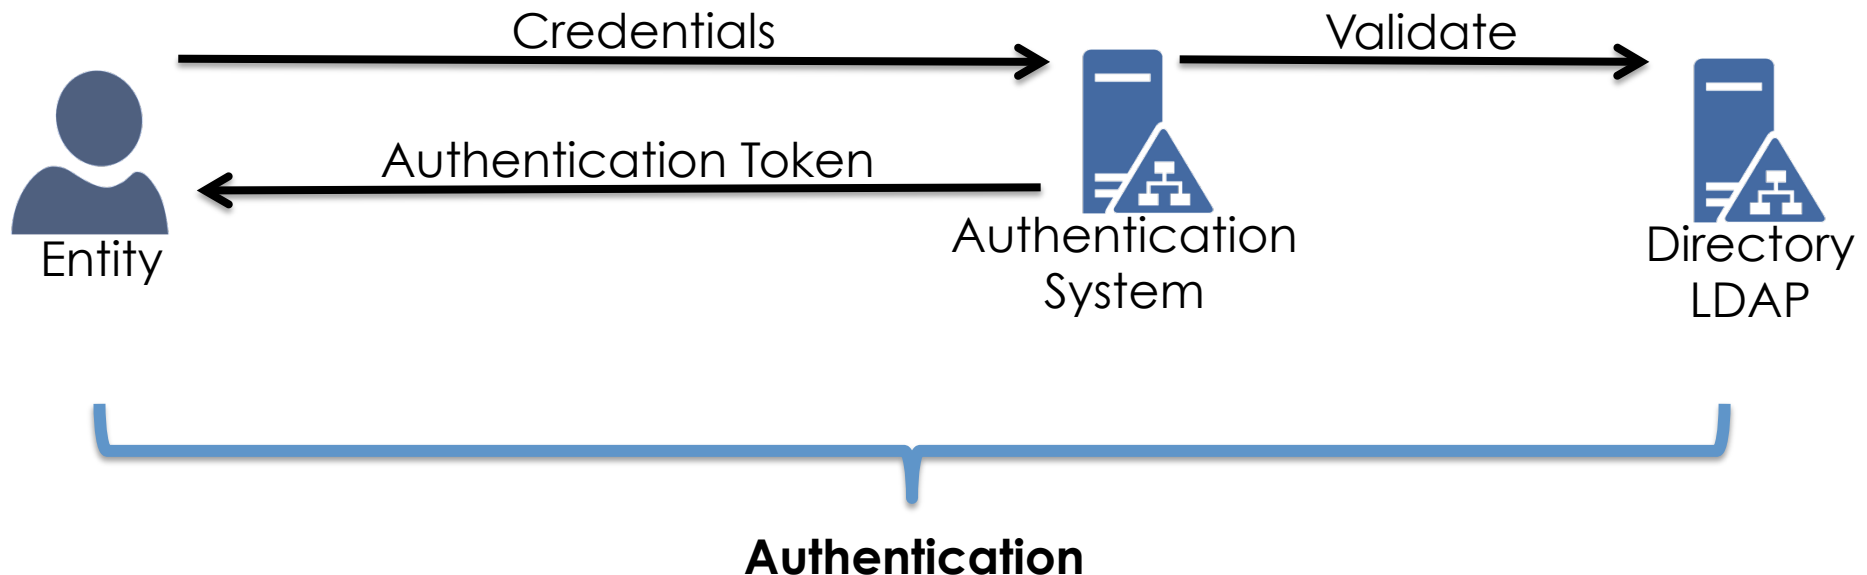 Credentials
Validate
Authentication Token
Entity
Authentication
System
Directory
LDAP
Authentication